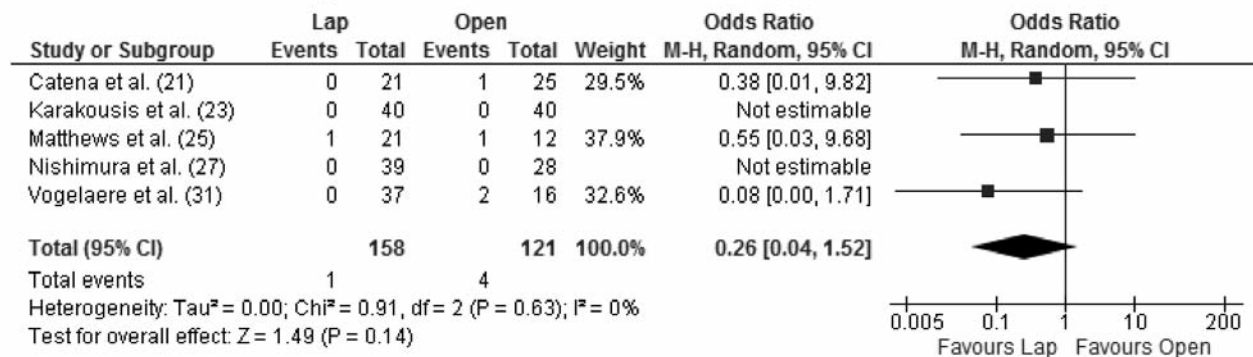 Lap Open Odds Ratio Odds Ratio
Study or Subgroup Events Total Events Total Weight M-H, Random, 95% CI M-H, Random, 95% CI
Catena et al. (21) 0 21 1 25 29.5% 0.38 [0.01, 9.82]
Karakousis et al. (23) 0 40 0 40 Not estimable
Matthews et al. (25) 1 21 1 12 37.9% 0.55 [0.03, 9.68]
Nishimura et al. (27) 0 39 0 28 Not estimable
Vogelaere et al. (31) 0 37 2 16 32.6% 0.08 [0.00, 1.71]
Total (95% CI) 158 121 100.0% 0.26 [0.04, 1.52]
Total events 1 4
Heterogeneity: Tau² = 0.00; Chi² = 0.91, df = 2 (P = 0.63); I² = 0%
Test for overall effect: Z = 1.49 (P = 0.14)
0.005 0.1 1 10 200
Favours Lap Favours Open